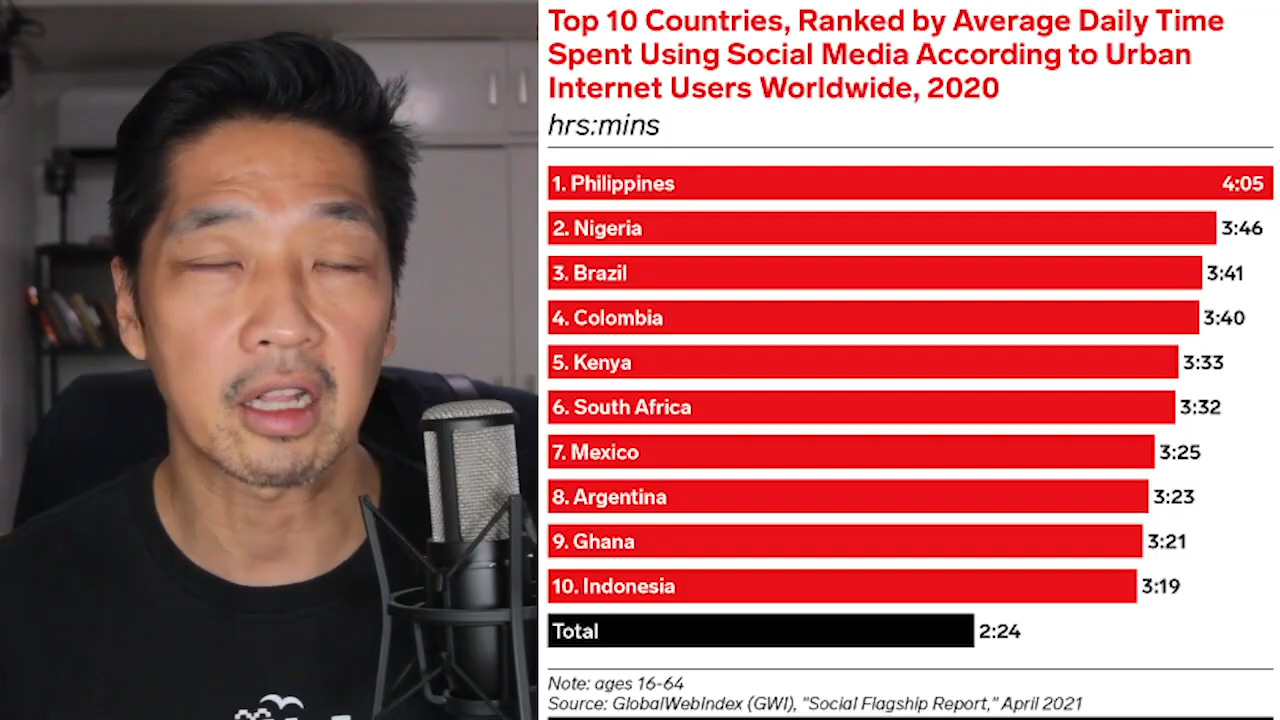 Top 10 Countries, Ranked by Average Daily Time
Spent Using Social Media According to Urban
Internet Users Worldwide, 2020
hrs:mins
1. Philippines 4:05
2. Nigeria 3:46
3. Brazil 3:41
4. Colombia 3:40
5. Kenya 3:33
6. South Africa 3:32
7. Mexico 3:25
8. Argentina 3:23
9. Ghana 3:21
10. Indonesia 3:19
Total 2:24
Note: ages 16-64
Source: GlobalWebIndex (GWI), "Social Flagship Report," April 2021